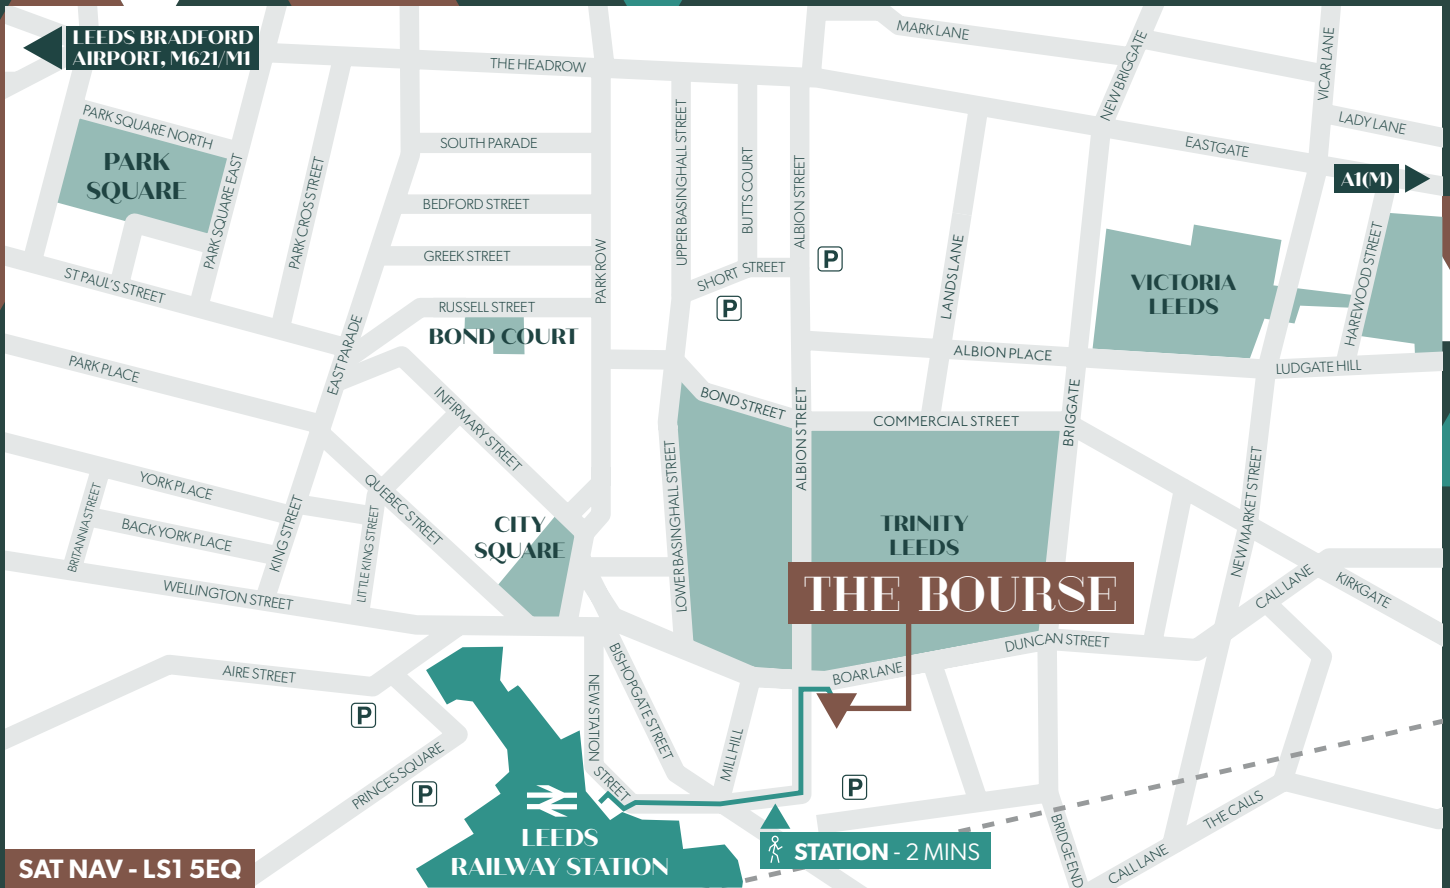 LEEDS BRADFORD
AIRPORT, M621/M1
MARK LANE
THE HEADROW
NEW BRIGGATE
VICAR LANE
LADY LANE
EASTGATE
A1(M)
PARK SQUARE NORTH
PARK
SQUARE
PARK SQUARE EAST
PARK CROS STREET
SOUTH PARADE
BEDFORD STREET
GREEK STREET
RUSSELL STREET
BOND COURT
PARK ROW
UPPER BASINGHALL STREET
BUTTS COURT
ALBION STREET
SHORT STREET
P
P
LANDS LANE
VICTORIA
LEEDS
HAREWOOD STREET
ST PAUL'S STREET
EAST PARADE
PARK PLACE
ALBION PLACE
LUDGATE HILL
INFIRMARY STREET
BOND STREET
ALBION STREET
COMMERCIAL STREET
BRIGGATE
YORK PLACE
BRITANNIA STREET
BACK YORK PLACE
KING STREET
LITTLE KING STREET
QUEBEC STREET
CITY
SQUARE
LOWER BASINGHALL STREET
TRINITY
LEEDS
NEW MARKET STREET
THE BOURSE
CALL LANE
KIRKGATE
WELLINGTON STREET
DUNCAN STREET
BOAR LANE
AIRE STREET
P
PRINCES SQUARE
P
NEW STATION
STREET
BISHOPGATE STREET
MILL HILL
P
LEEDS
RAILWAY STATION
STATION - 2 MINS
BRIDGE END
CALL LANE
THE CALLS
SAT NAV - LS1 5EQ